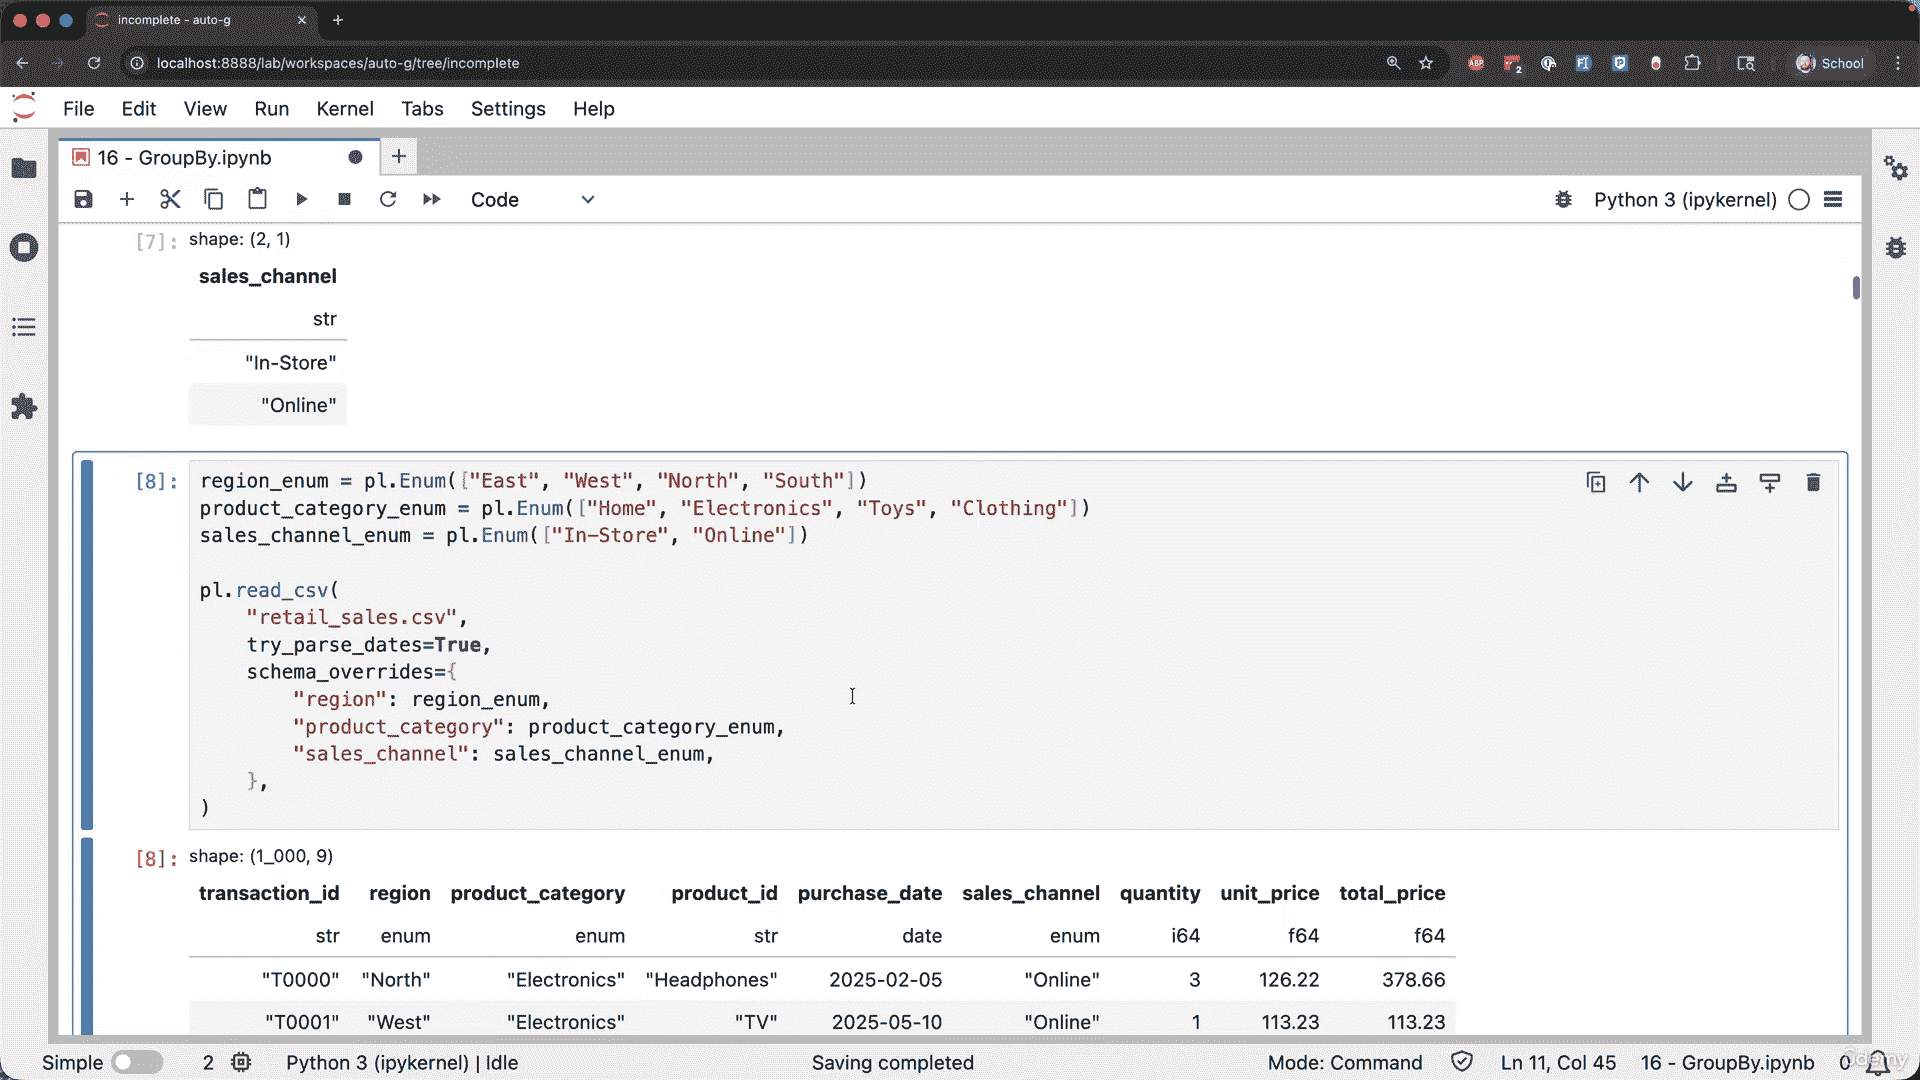 incomplete - auto-g
localhost:8888/lab/workspaces/auto-g/tree/incomplete
ABP
2
School
File Edit View Run Kernel Tabs Settings Help
16 - GroupBy.ipynb
Code
Python 3 (ipykernel)
[7]: shape: (2, 1)
sales_channel
str
"In-Store"
"Online"
[8]: region_enum = pl.Enum(["East", "West", "North", "South"])
product_category_enum = pl.Enum(["Home", "Electronics", "Toys", "Clothing"])
sales_channel_enum = pl.Enum(["In-Store", "Online"])
pl.read_csv(
"retail_sales.csv",
try_parse_dates=True,
schema_overrides={
"region": region_enum,
"product_category": product_category_enum,
"sales_channel": sales_channel_enum,
},
)
[8]: shape: (1_000, 9)
transaction_id region product_category product_id purchase_date sales_channel quantity unit_price total_price
str enum enum str date enum i64 f64 f64
"T0000" "North" "Electronics" "Headphones" 2025-02-05 "Online" 3 126.22 378.66
"T0001" "West" "Electronics" "TV" 2025-05-10 "Online" 1 113.23 113.23
Simple 2 Python 3 (ipykernel) | Idle Saving completed Mode: Command Ln 11, Col 45 16 - GroupBy.ipynb 0
Udemy